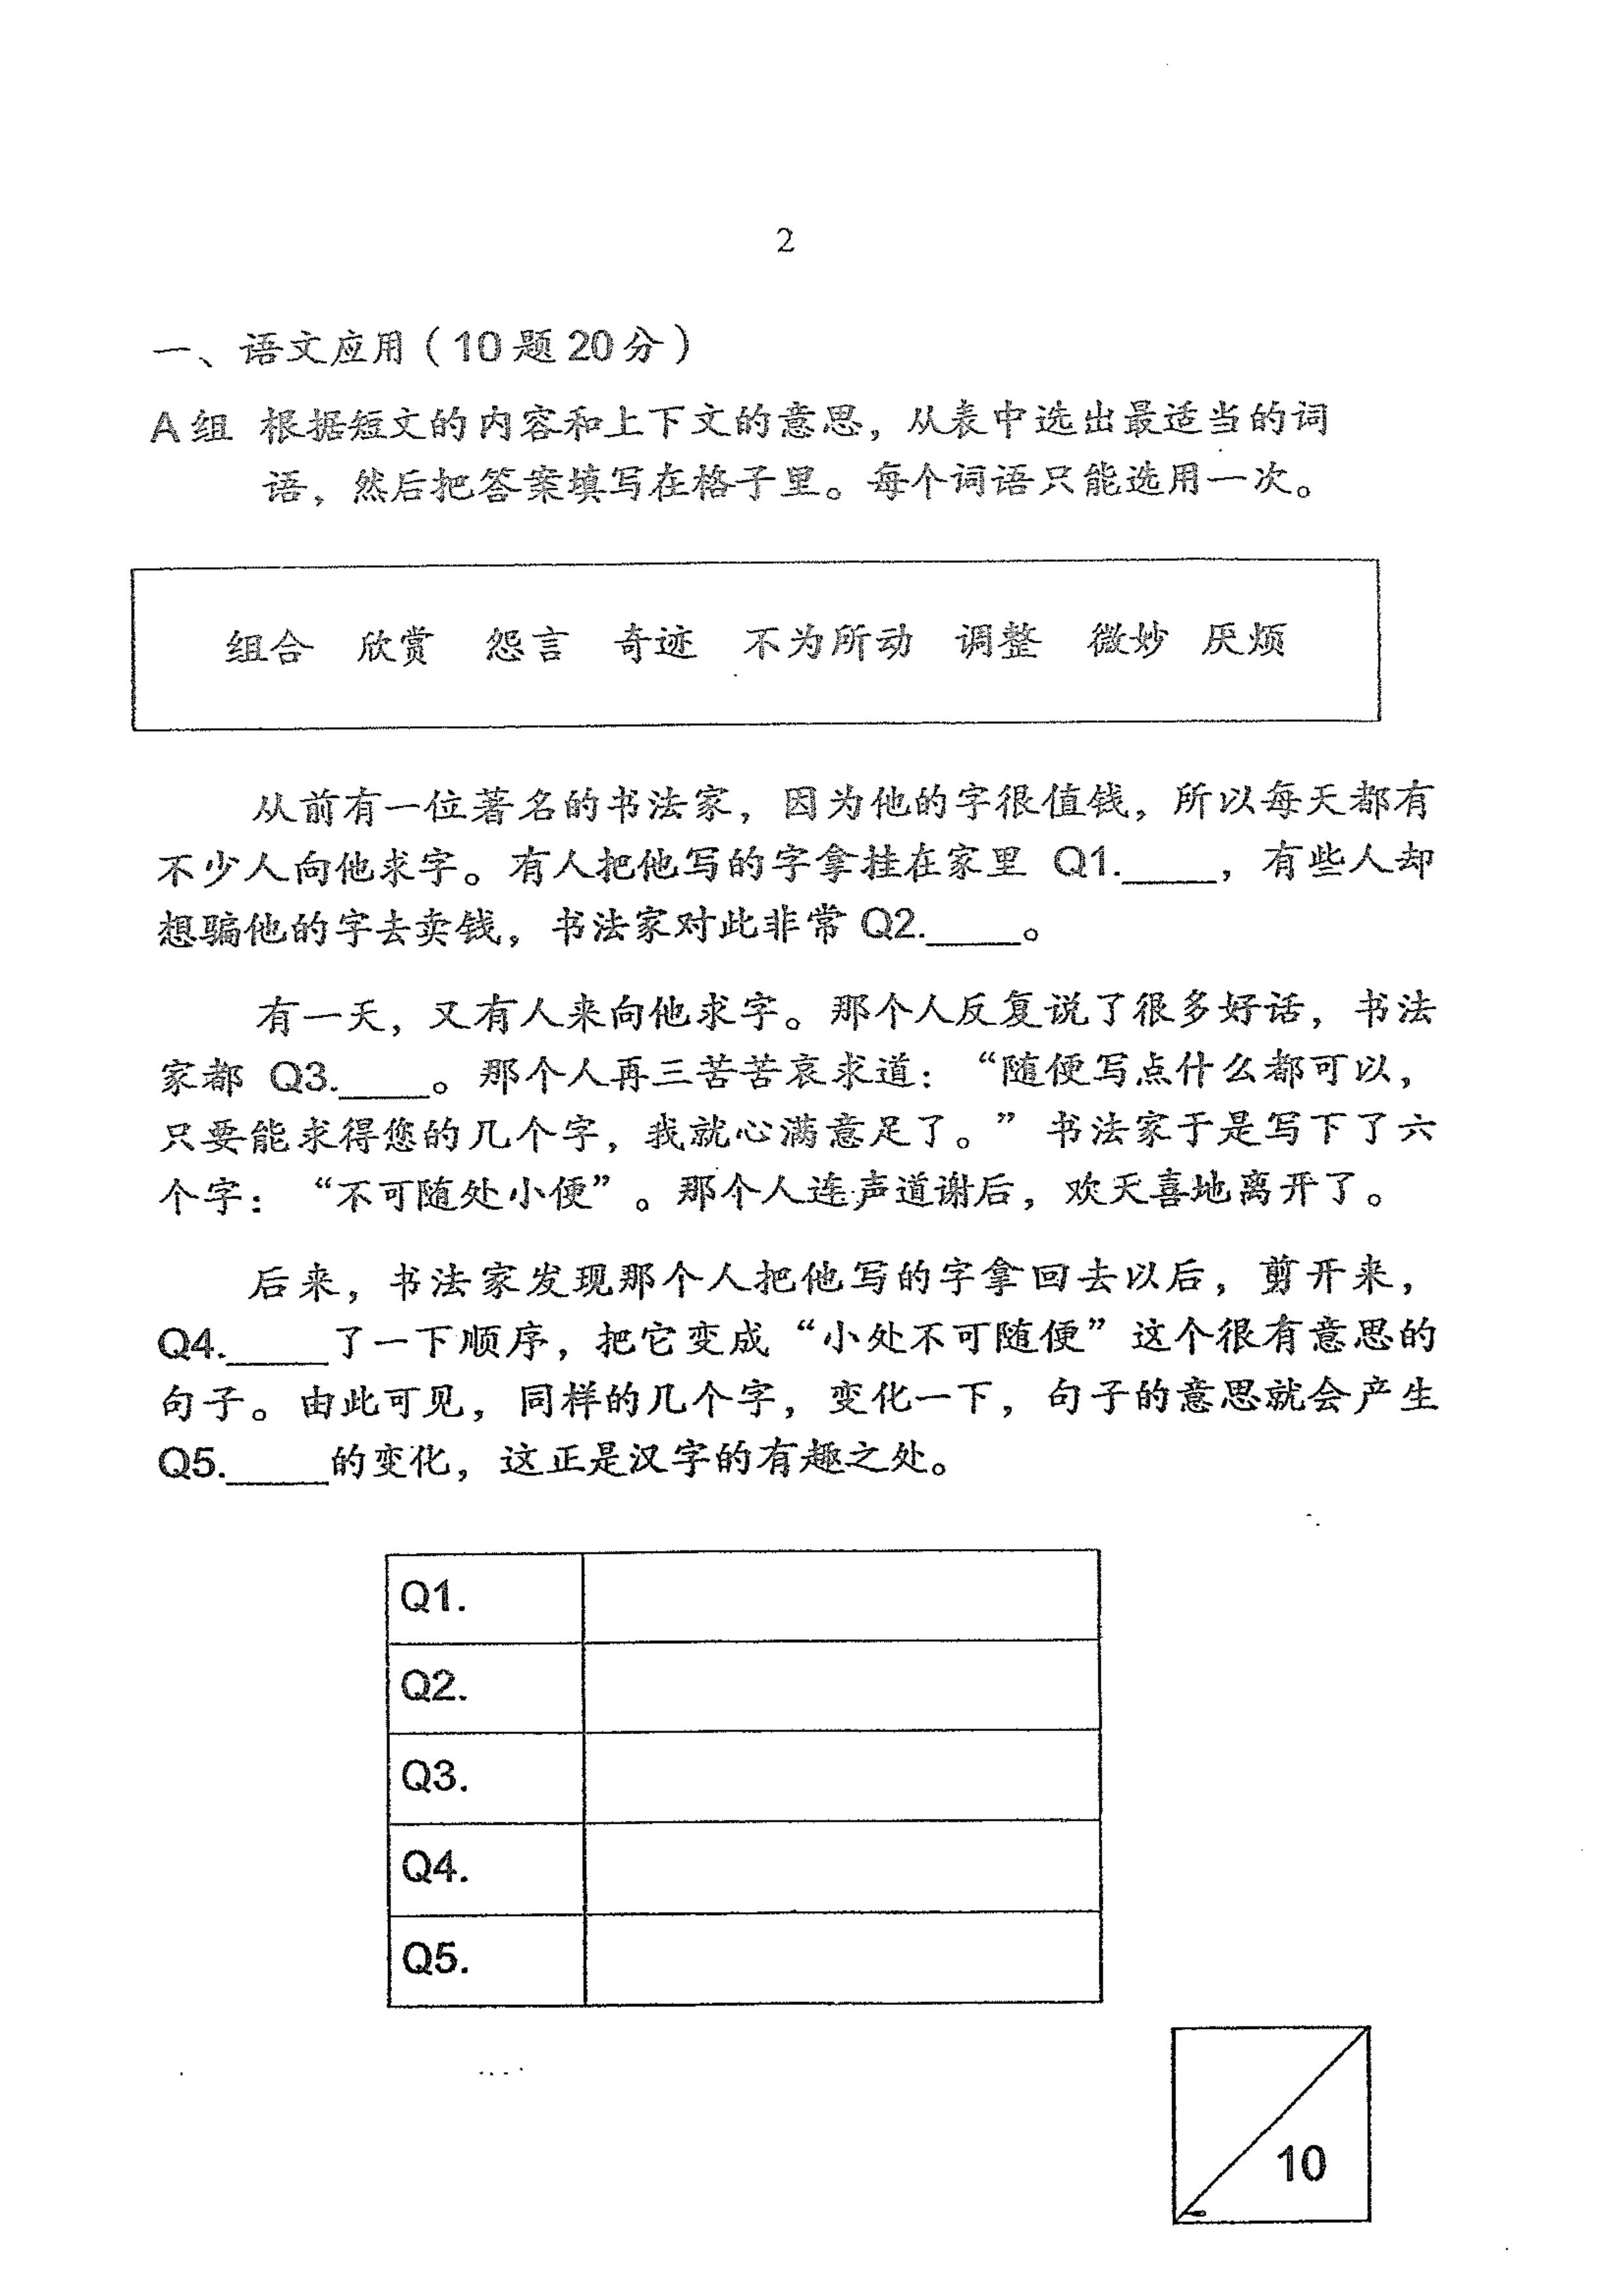 2
一、语文应用（10题20分）
A组 根据短文的内容和上下文的意思，从表中选出最适当的词
语，然后把答案填写在格子里。每个词语只能选用一次。
组合 欣赏 怨言 奇迹 不为所动 调整 微妙 厌烦
从前有一位著名的书法家，因为他的字很值钱，所以每天都有
不少人向他求字。有人把他写的字拿挂在家里 Q1.____，有些人却
想骗他的字去卖钱，书法家对此非常Q2.____。
有一天，又有人来向他求字。那个人反复说了很多好话，书法
家都 Q3.____。那个人再三苦苦哀求道：“随便写点什么都可以，
只要能求得您的几个字，我就心满意足了。”书法家于是写下了六
个字：“不可随处小便”。那个人连声道谢后，欢天喜地离开了。
后来，书法家发现那个人把他写的字拿回去以后，剪开来，
Q4.____了一下顺序，把它变成“小处不可随便”这个很有意思的
句子。由此可见，同样的几个字，变化一下，句子的意思就会产生
Q5.____的变化，这正是汉字的有趣之处。
Q1.
Q2.
Q3.
Q4.
Q5.
10